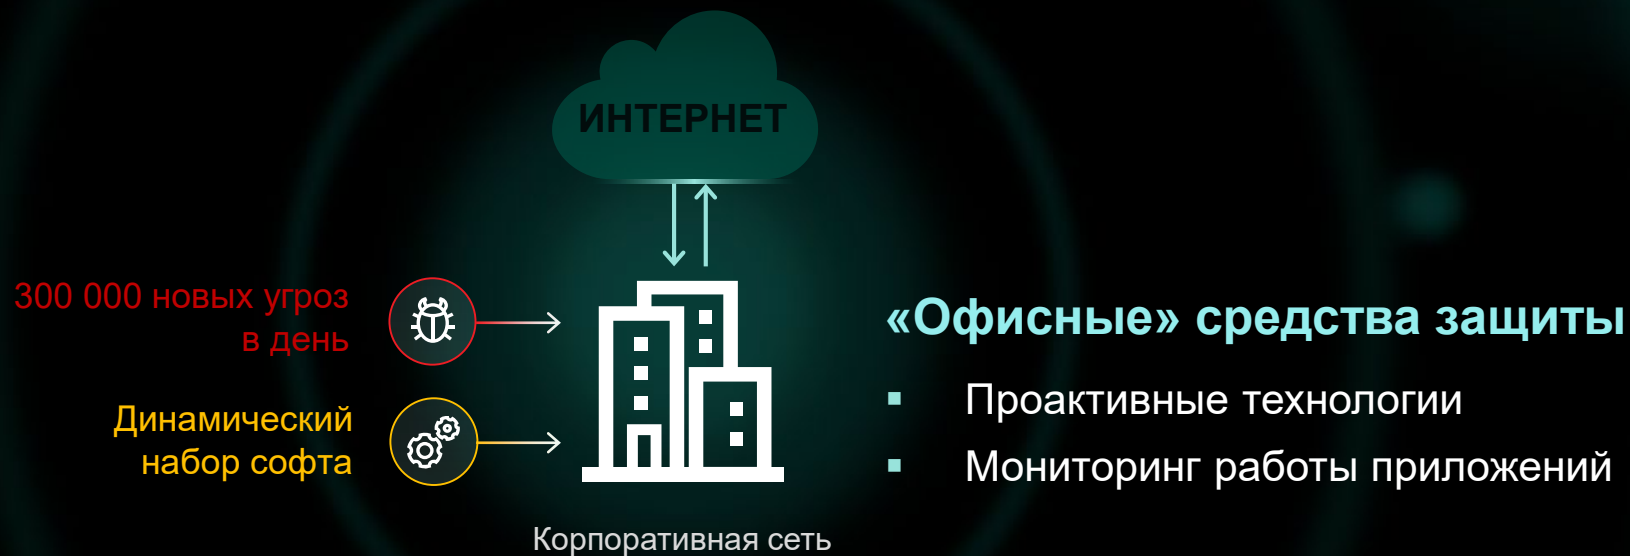 ИНТЕРНЕТ
300 000 новых угроз
в день
Динамический
набор софта
Корпоративная сеть
«Офисные» средства защиты
▪ Проактивные технологии
▪ Мониторинг работы приложений